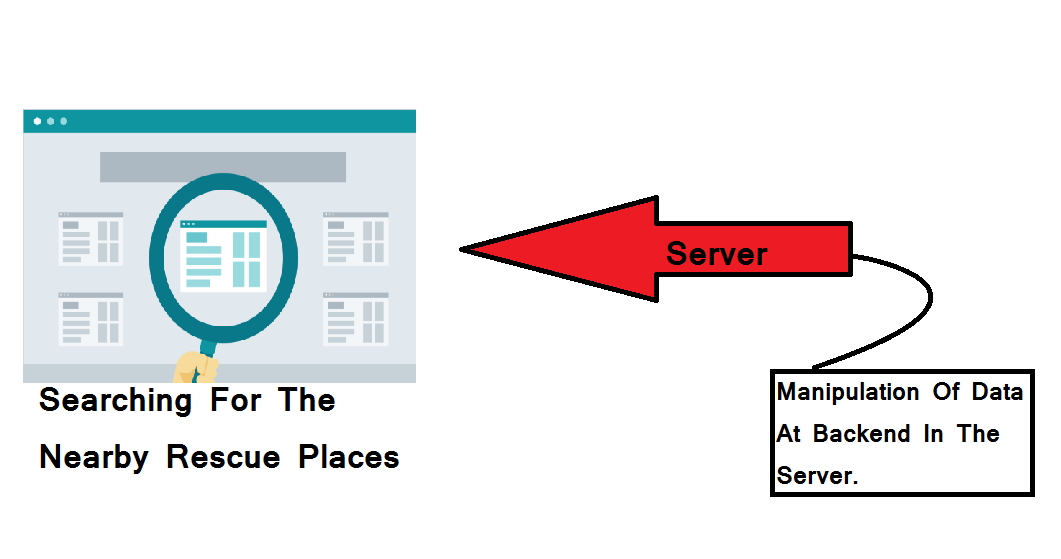 Server
Searching For The
Nearby Rescue Places
Manipulation Of Data
At Backend In The
Server.